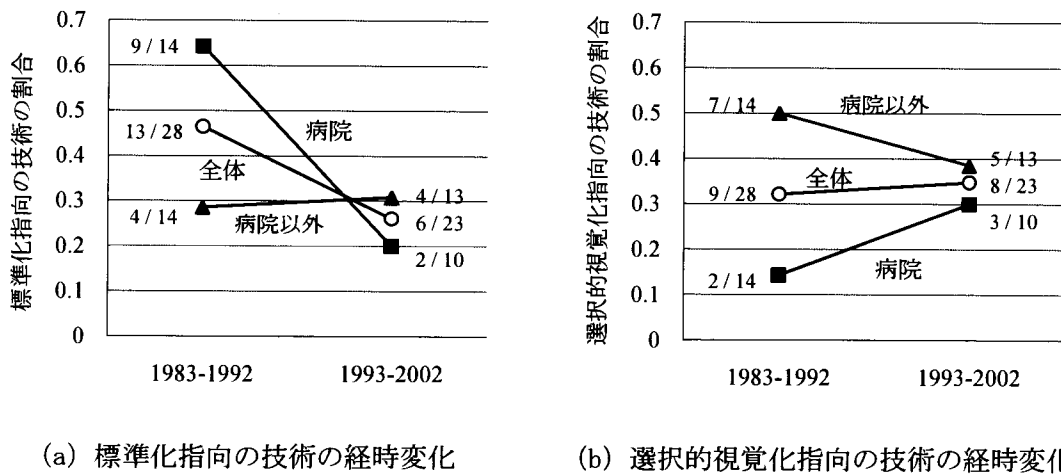 標準化指向の技術の割合
0.7
0.6
0.5
0.4
0.3
0.2
0.1
0
9 / 14
13 / 28
4 / 14
病院
全体
病院以外
4 / 13
6 / 23
2 / 10
1983-1992
1993-2002
(a) 標準化指向の技術の経時変化
選択的視覚化指向の技術の割合
0.7
0.6
0.5
0.4
0.3
0.2
0.1
0
7 / 14
9 / 28
2 / 14
病院以外
全体
病院
5 / 13
8 / 23
3 / 10
1983-1992
1993-2002
(b) 選択的視覚化指向の技術の経時変